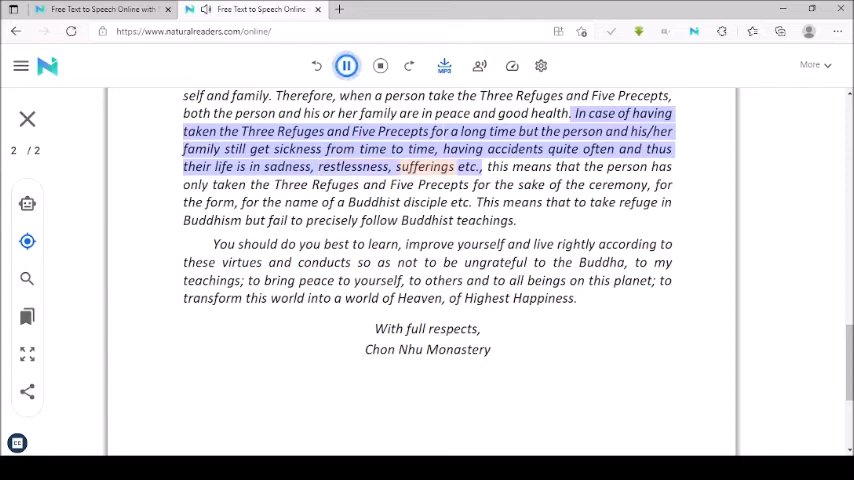 Free Text to Speech Online with
Free Text to Speech Online
https://www.naturalreaders.com/online/
MP3
More
2 / 2
self and family. Therefore, when a person take the Three Refuges and Five Precepts,
both the person and his or her family are in peace and good health. In case of having
taken the Three Refuges and Five Precepts for a long time but the person and his/her
family still get sickness from time to time, having accidents quite often and thus
their life is in sadness, restlessness, sufferings etc., this means that the person has
only taken the Three Refuges and Five Precepts for the sake of the ceremony, for
the form, for the name of a Buddhist disciple etc. This means that to take refuge in
Buddhism but fail to precisely follow Buddhist teachings.
You should do you best to learn, improve yourself and live rightly according to
these virtues and conducts so as not to be ungrateful to the Buddha, to my
teachings; to bring peace to yourself, to others and to all beings on this planet; to
transform this world into a world of Heaven, of Highest Happiness.
With full respects,
Chon Nhu Monastery
CC